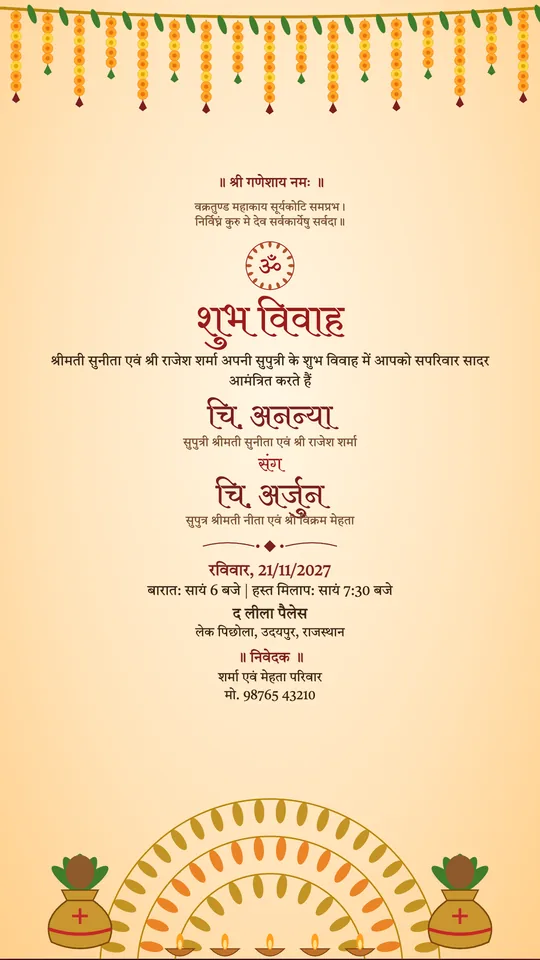 ॥ श्री गणेशाय नमः ॥
वक्रतुण्ड महाकाय सूर्यकोटि समप्रभ।
निर्विघ्नं कुरु मे देव सर्वकार्येषु सर्वदा॥
ॐ
शुभ विवाह
श्रीमती सुनीता एवं श्री राजेश शर्मा अपनी सुपुत्री के शुभ विवाह में आपको सपरिवार सादर
आमंत्रित करते हैं
चि. अनन्या
सुपुत्री श्रीमती सुनीता एवं श्री राजेश शर्मा
संग
चि. अर्जुन
सुपुत्र श्रीमती नीता एवं श्री विक्रम मेहता
रविवार, 21/11/2027
बारात: सायं 6 बजे | हस्त मिलाप: सायं 7:30 बजे
द लीला पैलेस
लेक पिछोला, उदयपुर, राजस्थान
॥ निवेदक ॥
शर्मा एवं मेहता परिवार
मो. 98765 43210